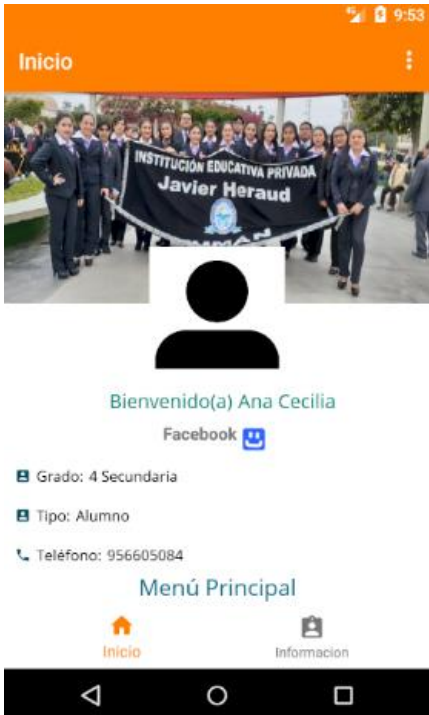 4G 9:53
Inicio
INSTITUCIÓN EDUCATIVA PRIVADA
Javier Heraud
Bienvenido(a) Ana Cecilia
Facebook
Grado: 4 Secundaria
Tipo: Alumno
Teléfono: 956605084
Menú Principal
Inicio
Informacion